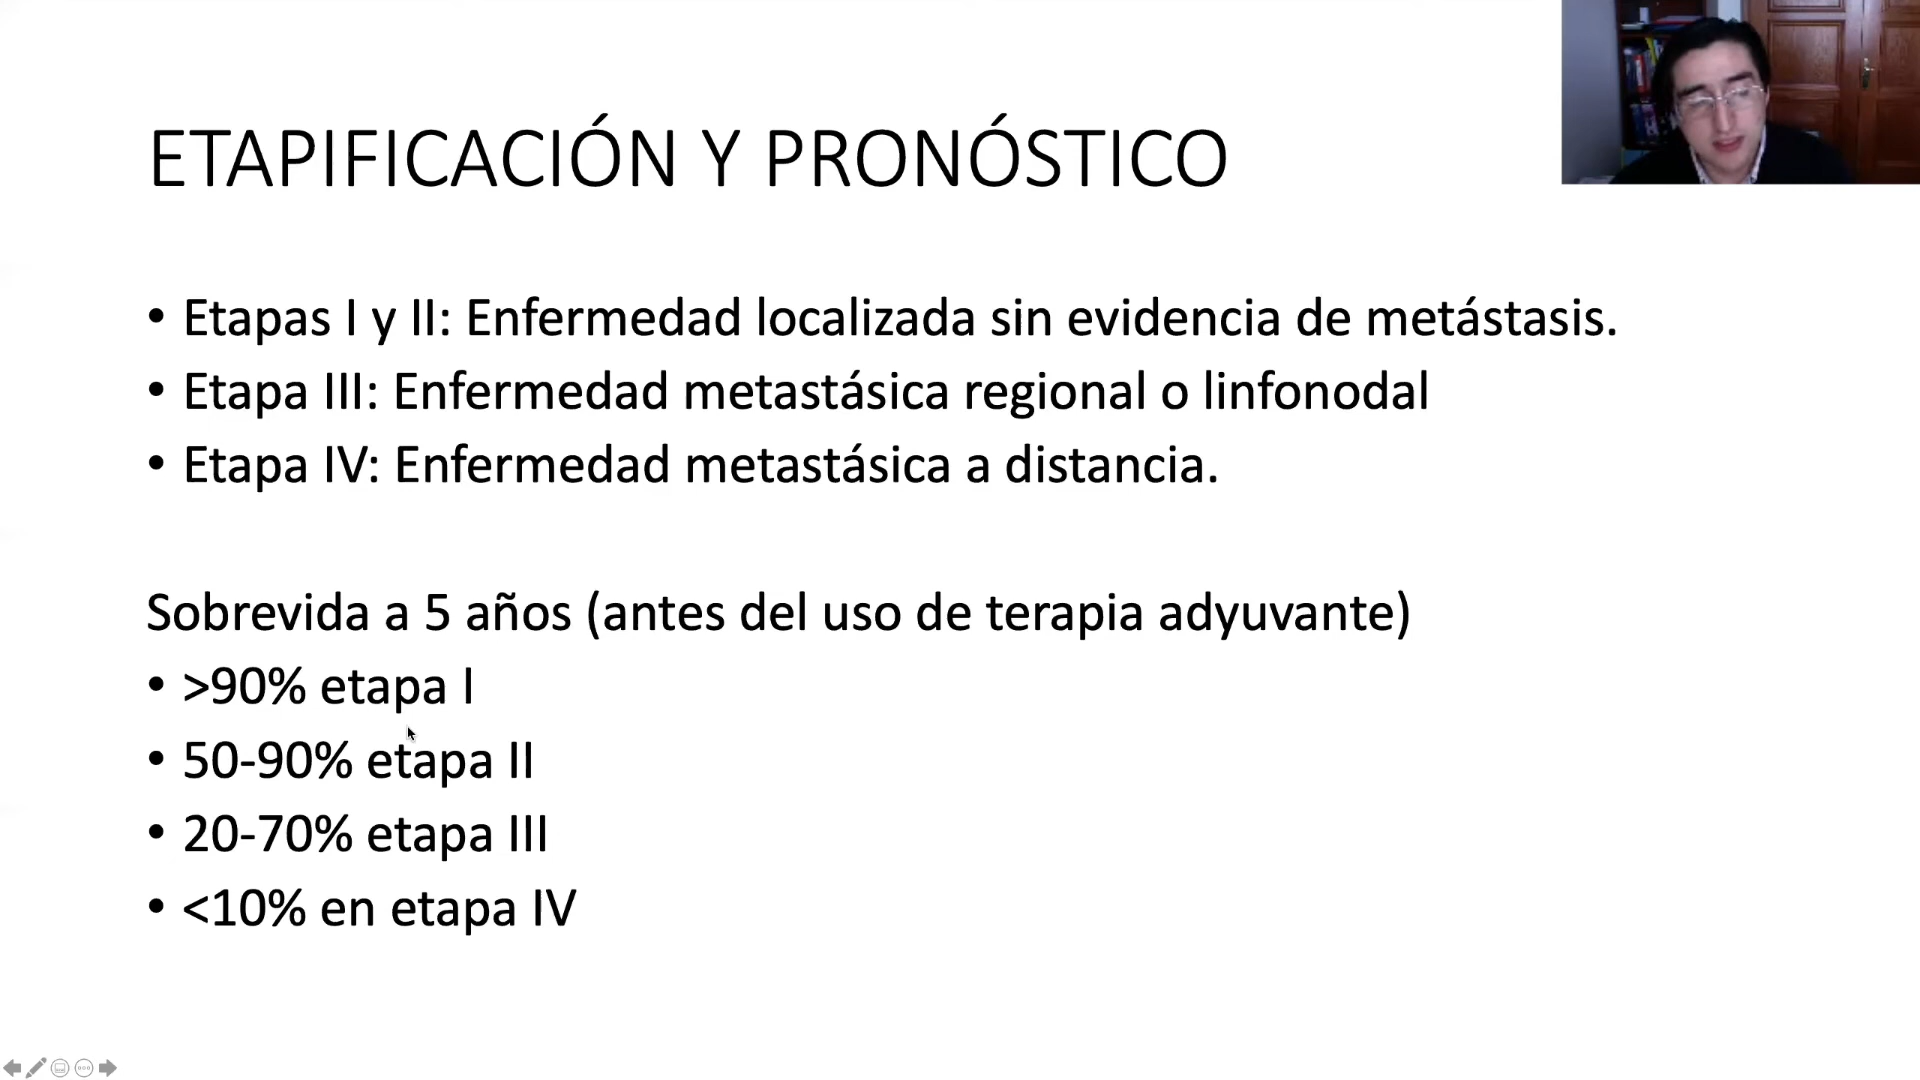 ETAPIFICACIÓN Y PRONÓSTICO
• Etapas I y II: Enfermedad localizada sin evidencia de metástasis.
• Etapa III: Enfermedad metastásica regional o linfonodal
• Etapa IV: Enfermedad metastásica a distancia.
Sobrevida a 5 años (antes del uso de terapia adyuvante)
• >90% etapa I
• 50-90% etapa II
• 20-70% etapa III
• <10% en etapa IV